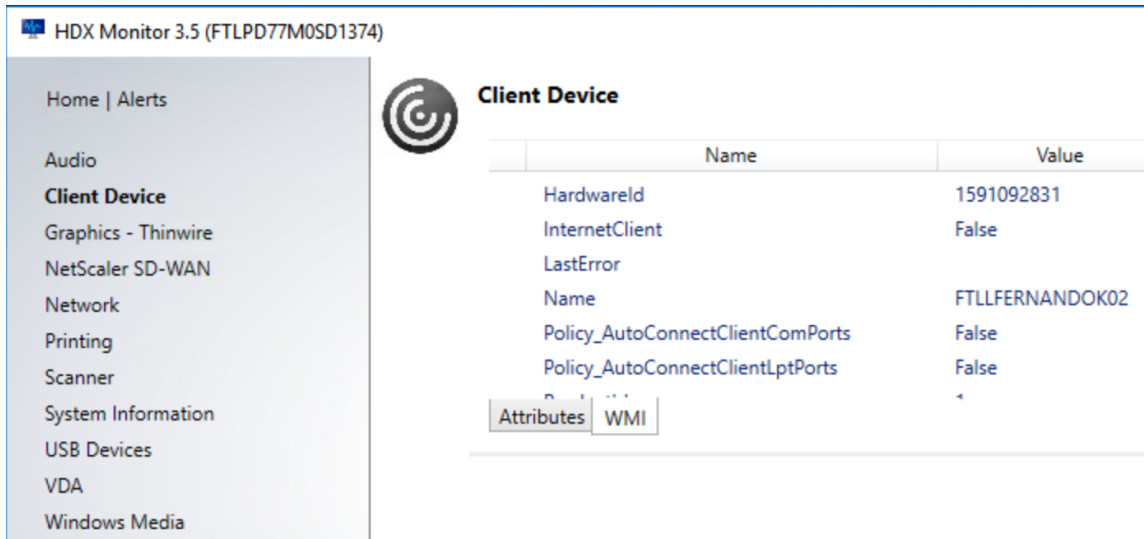 HDX Monitor 3.5 (FTLPD77M0SD1374)
Home | Alerts
Audio
Client Device
Graphics - Thinwire
NetScaler SD-WAN
Network
Printing
Scanner
System Information
USB Devices
VDA
Windows Media
Client Device
Name Value
HardwareId 1591092831
InternetClient False
LastError
Name FTLLFERNANDOK02
Policy_AutoConnectClientComPorts False
Policy_AutoConnectClientLptPorts False
Attributes WMI